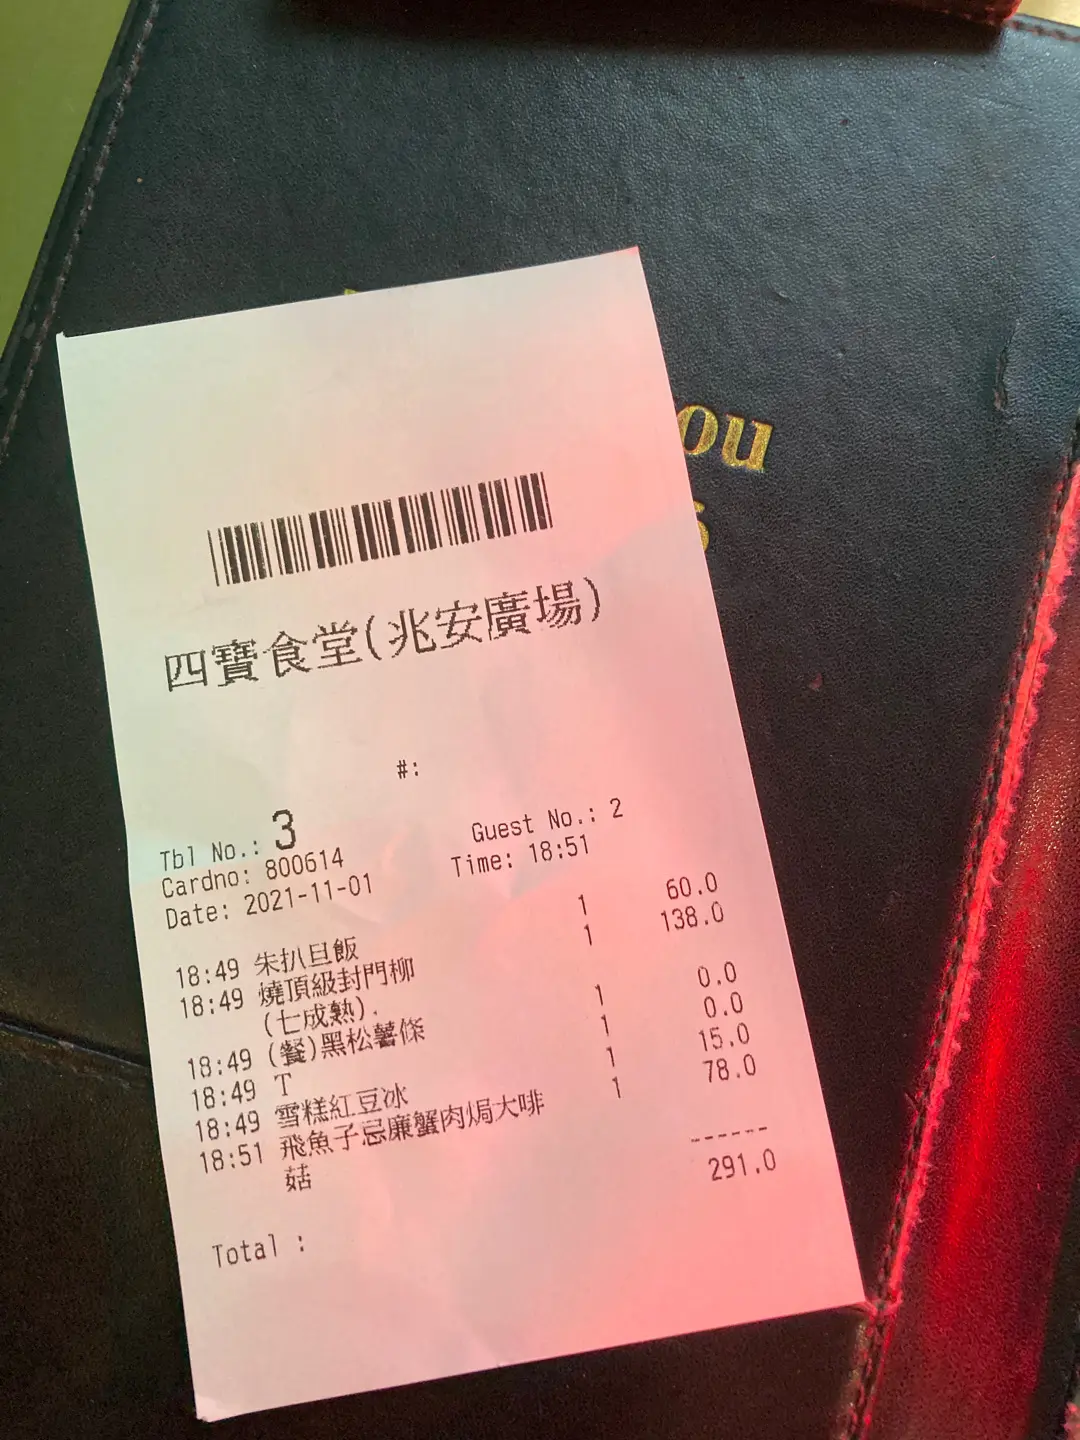 ou
四寶食堂(兆安廣場)
#:
Tbl No.: 3 Guest No.: 2
Cardno: 800614 Time: 18:51
Date: 2021-11-01
18:49 朱扒旦飯 1 60.0
18:49 燒頂級封門柳 1 138.0
(七成熟).
18:49 (餐)黑松薯條 1 0.0
18:49 T 1 0.0
18:49 雪糕紅豆冰 1 15.0
18:51 飛魚子忌廉蟹肉焗大啡 1 78.0
菇
------
Total : 291.0